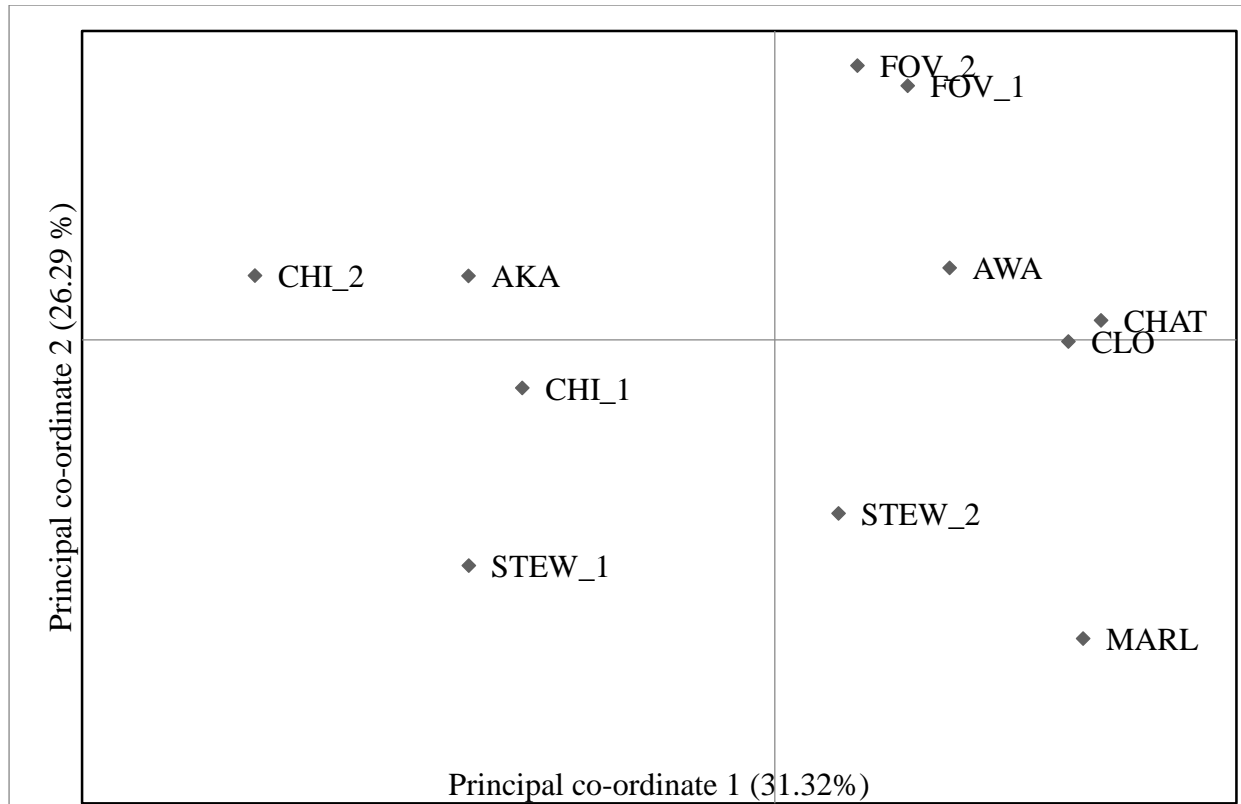 FOV_2
FOV_1
AWA
CHI_2
AKA
CHAT
CLO
CHI_1
STEW_2
STEW_1
MARL
Principal co-ordinate 2 (26.29 %)
Principal co-ordinate 1 (31.32%)